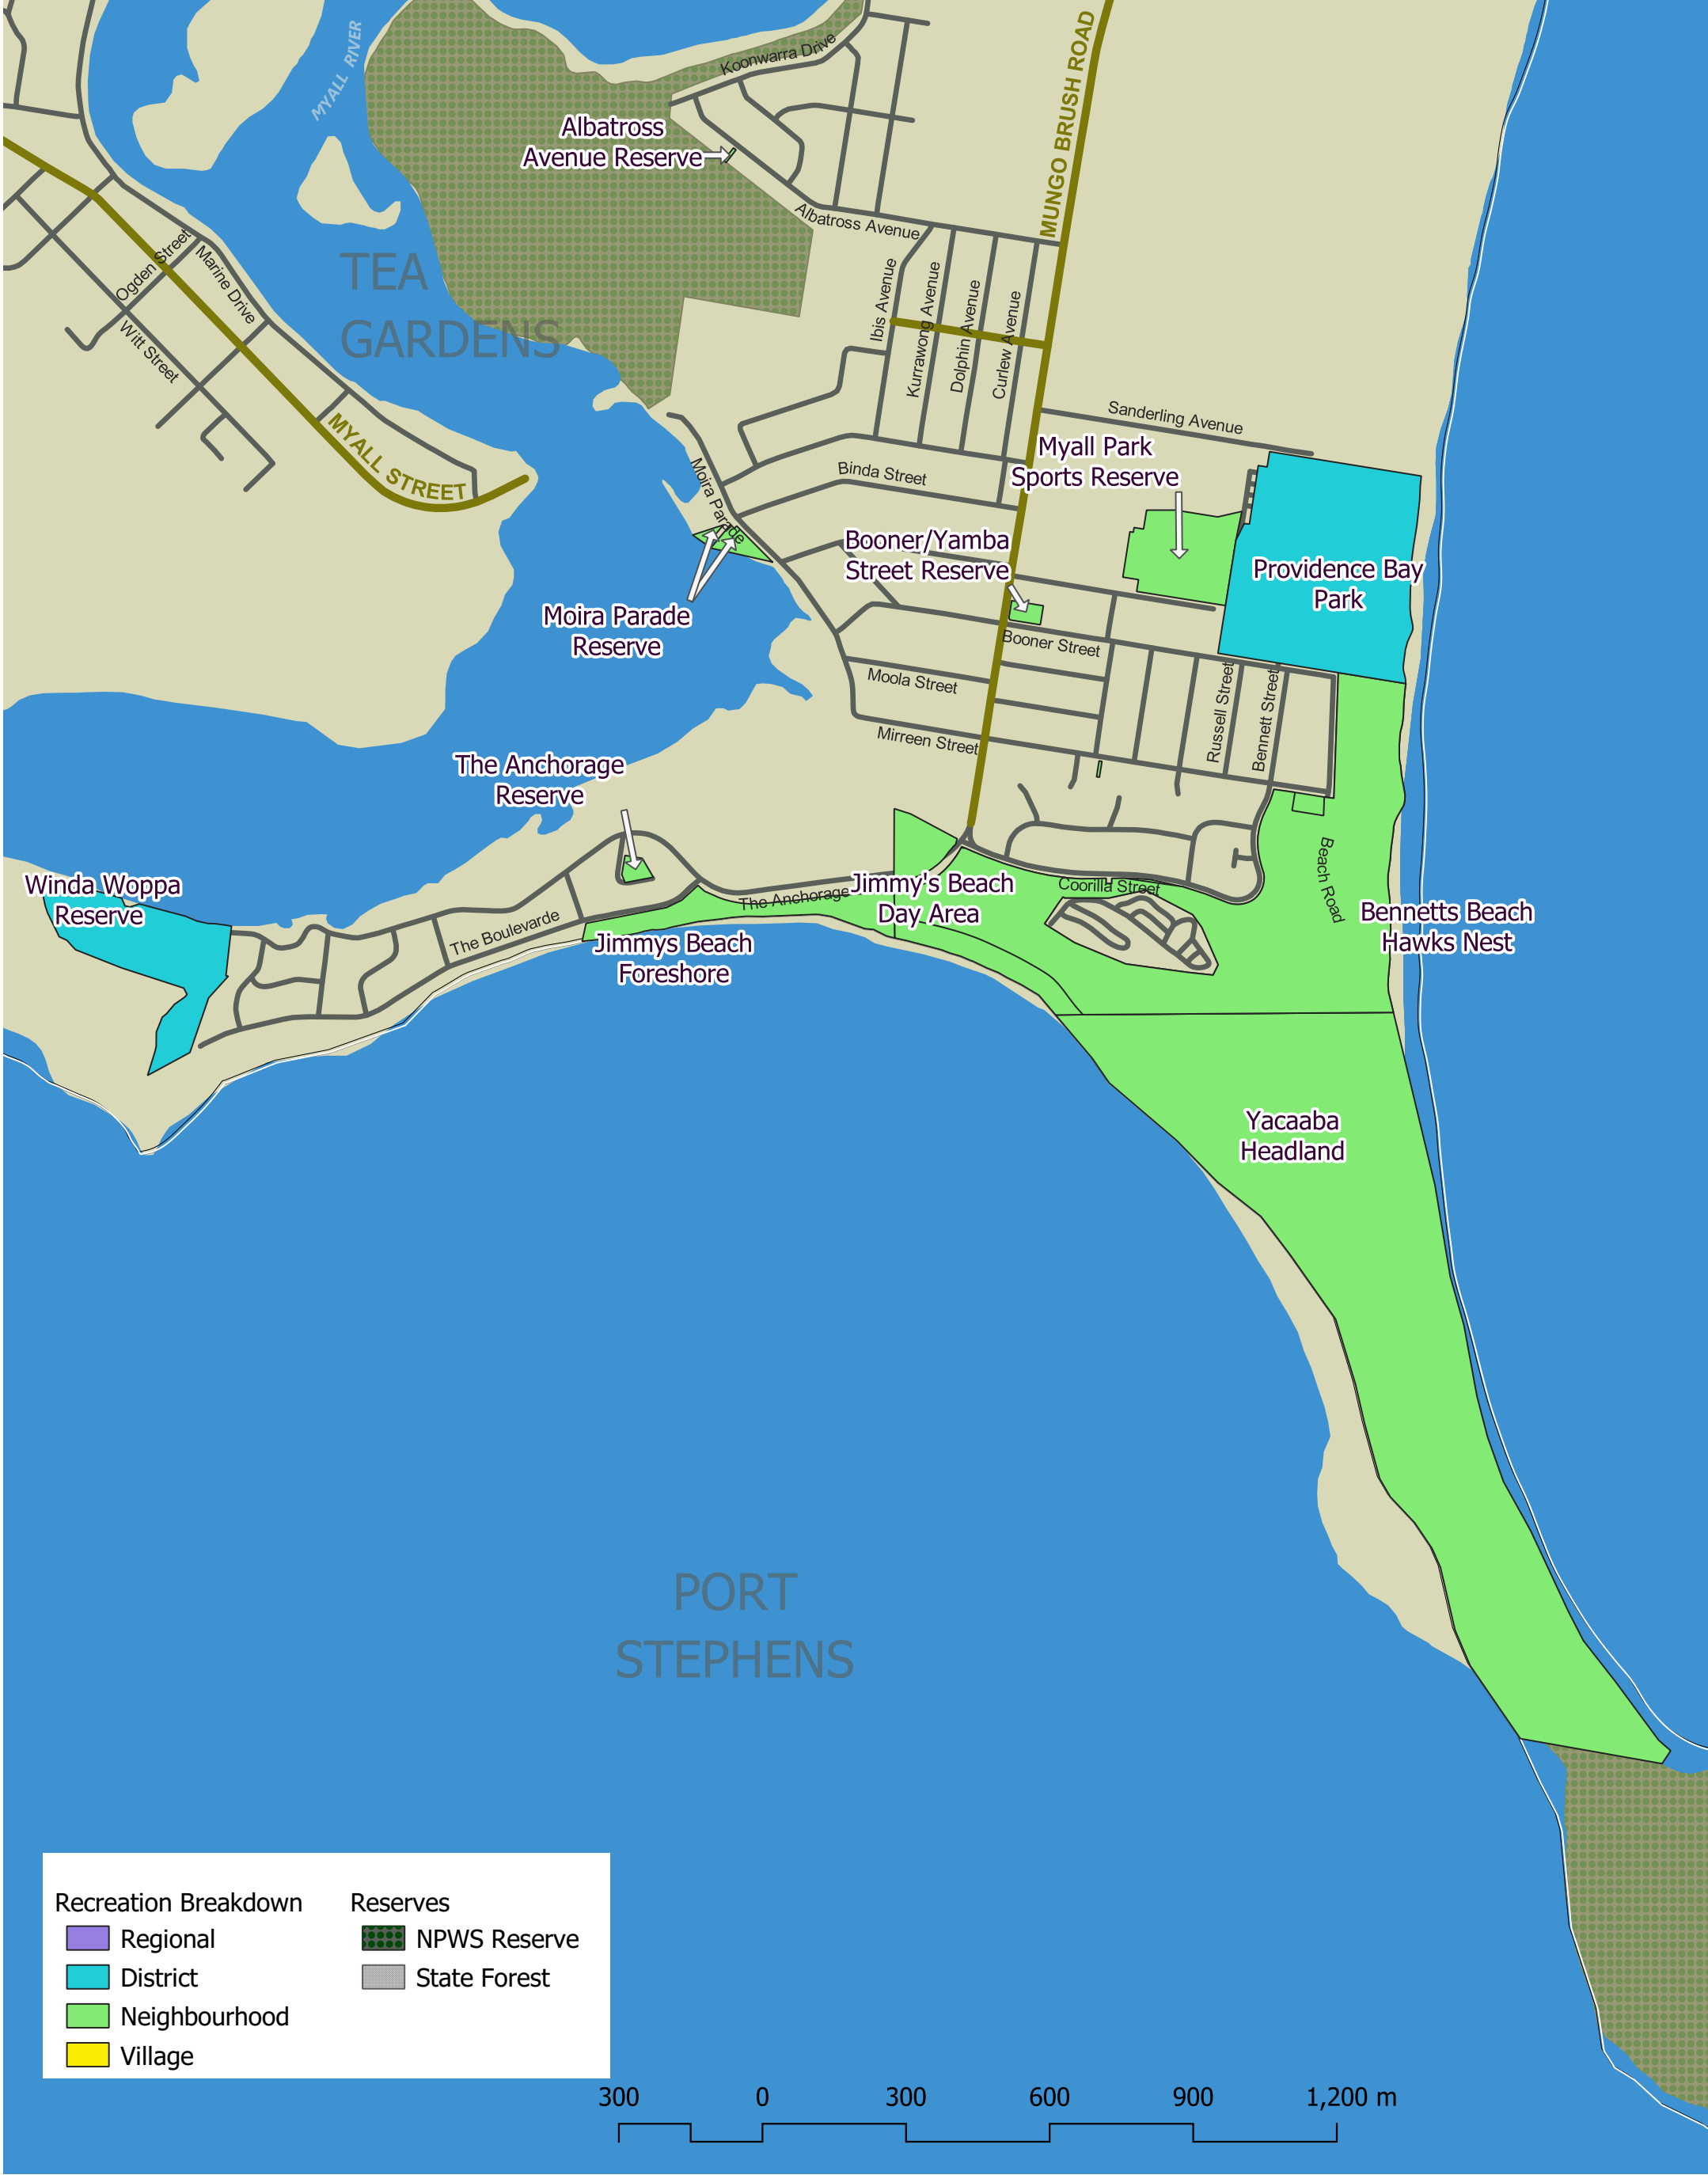 MYALL RIVER
Koonwarra Drive
MUNGO BRUSH ROAD
Albatross
Avenue Reserve
Albatross Avenue
Ogden Street
Marine Drive
Witt Street
TEA
GARDENS
Ibis Avenue
Kurrawong Avenue
Dolphin Avenue
Curlew Avenue
MYALL STREET
Sanderling Avenue
Myall Park
Sports Reserve
Moira Parade
Binda Street
Booner/Yamba
Street Reserve
Providence Bay
Park
Moira Parade
Reserve
Booner Street
Moola Street
Russell Street
Bennett Street
Mirreen Street
The Anchorage
Reserve
Beach Road
Winda Woppa
Reserve
The Boulevarde
The Anchorage
Jimmy's Beach
Day Area
Coorilla Street
Bennetts Beach
Hawks Nest
Jimmys Beach
Foreshore
Yacaaba
Headland
PORT
STEPHENS
Recreation Breakdown
Regional
District
Neighbourhood
Village
Reserves
NPWS Reserve
State Forest
300 0 300 600 900 1,200 m